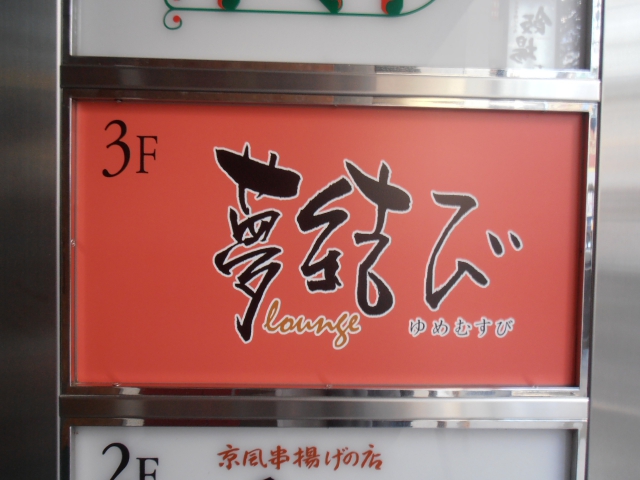 3F
夢結び
lounge
ゆめむすび
2F
京風串揚げの店